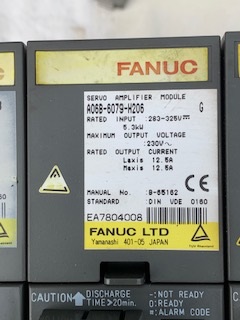 FANUC
SERVO AMPLIFIER MODULE
A06B-6079-H206 G
RATED INPUT :283-325V⎓
5.3kW
MAXIMUM OUTPUT VOLTAGE
:230V~
RATED OUTPUT CURRENT
Laxis 12.5A
Maxis 12.5A
MANUAL NO. :B-65162
STANDARD :DIN VDE 0160
CE
EA7804008
FANUC LTD
Yamanashi 401-05 JAPAN
CAUTION
DISCHARGE
TIME>20min.
-:NOT READY
0:READY
#:ALARM CODE